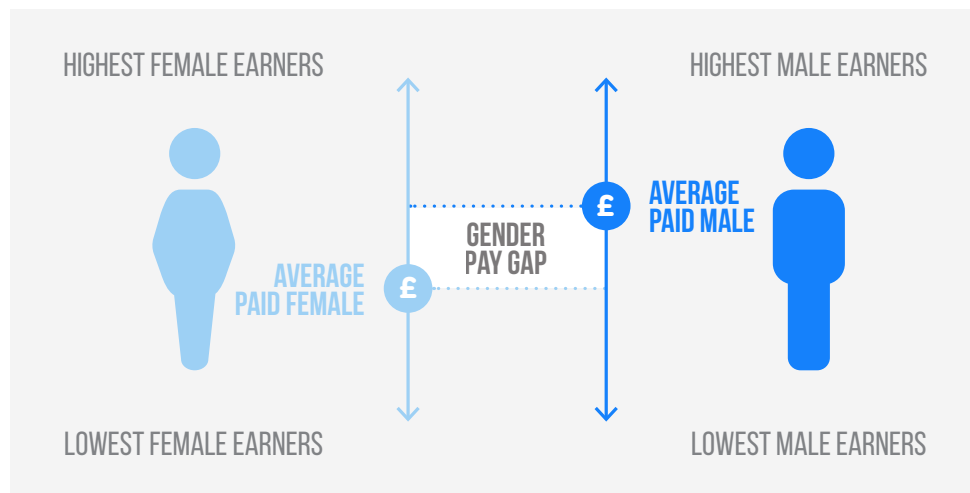 HIGHEST FEMALE EARNERS
HIGHEST MALE EARNERS
AVERAGE
PAID MALE
£
GENDER
PAY GAP
AVERAGE
PAID FEMALE
£
LOWEST FEMALE EARNERS
LOWEST MALE EARNERS